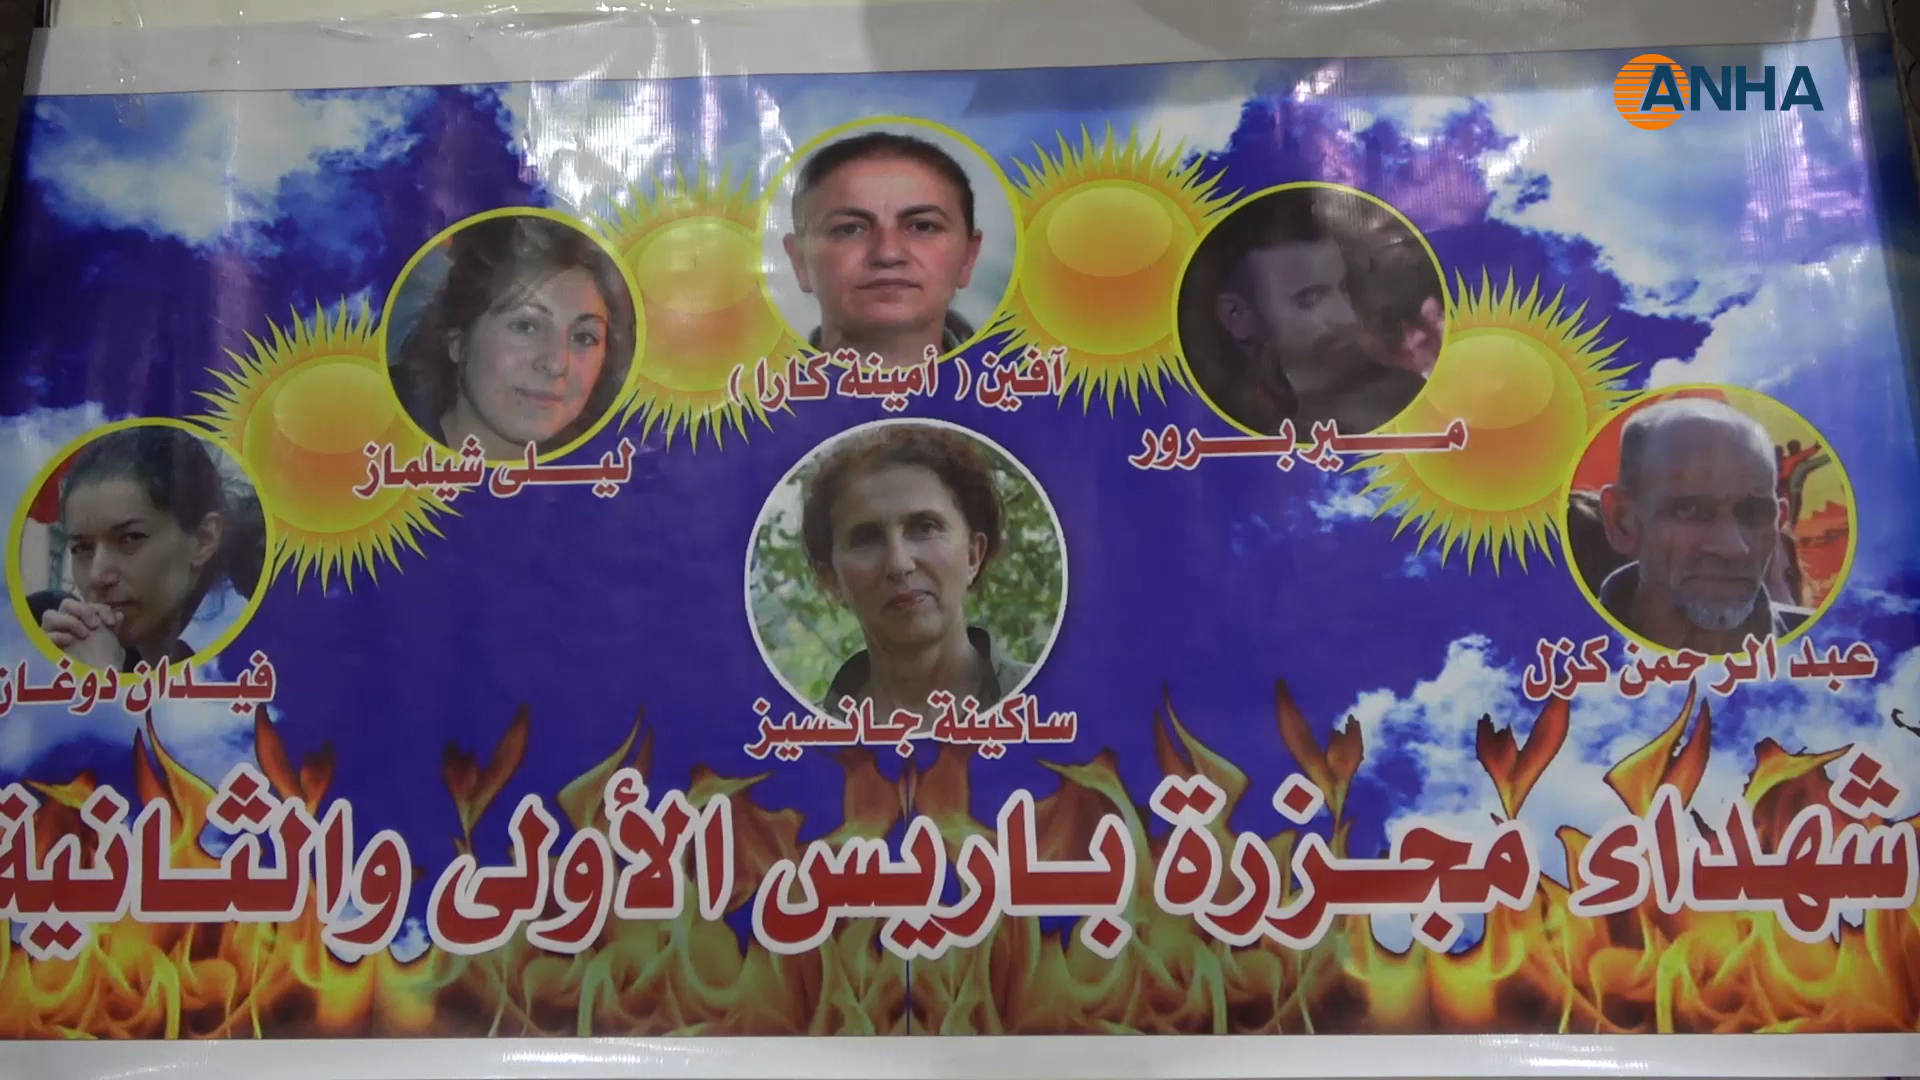 ANHA
آفين ( أمينة كارا )
مير برور
ليلى شيلماز
عبد الرحمن كزل
فيدان دوغان
ساكينة جانسيز
شهداء مجزرة باريس الأولى والثانية